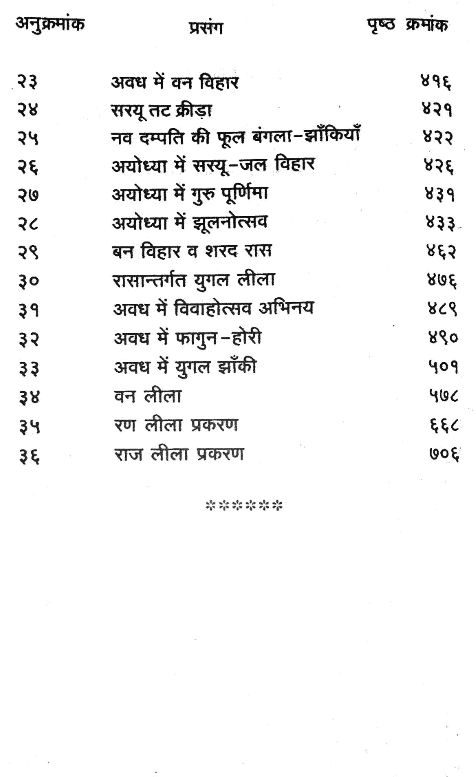 अनुक्रमांक प्रसंग पृष्ठ क्रमांक
२३ अवध में वन विहार ४१६
२४ सरयू तट क्रीड़ा ४२१
२५ नव दम्पति की फूल बंगला-झाँकियाँ ४२२
२६ अयोध्या में सरयू-जल विहार ४२६
२७ अयोध्या में गुरु पूर्णिमा ४३१
२८ अयोध्या में झूलनोत्सव ४३३
२९ बन विहार व शरद रास ४६२
३० रासान्तर्गत युगल लीला ४७६
३१ अवध में विवाहोत्सव अभिनय ४८९
३२ अवध में फागुन-होरी ४९०
३३ अवध में युगल झाँकी ५०१
३४ वन लीला ५७८
३५ रण लीला प्रकरण ६६८
३६ राज लीला प्रकरण ७०६
******